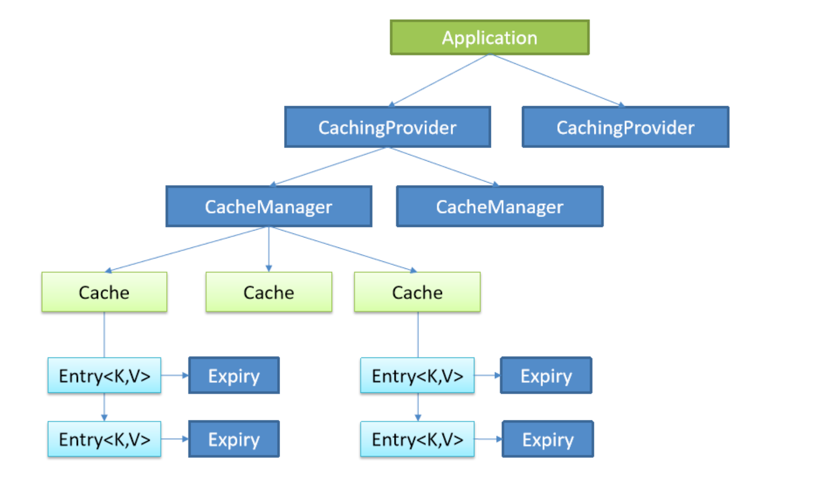 Application
CachingProvider
CachingProvider
CacheManager
CacheManager
Cache
Cache
Cache
Entry<K,V>
Expiry
Entry<K,V>
Expiry
Entry<K,V>
Expiry
Entry<K,V>
Expiry